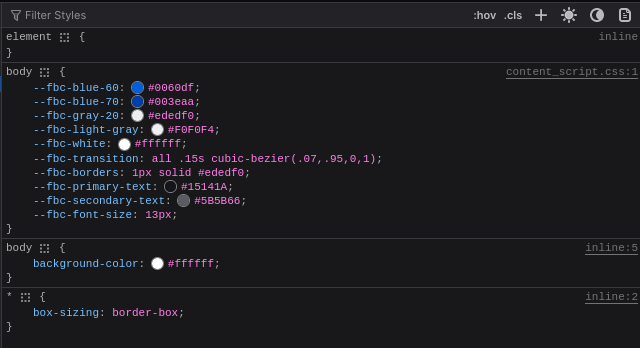 Filter Styles :hov .cls
element { inline
}
body { content_script.css:1
--fbc-blue-60: #0060df;
--fbc-blue-70: #003eaa;
--fbc-gray-20: #ededf0;
--fbc-light-gray: #F0F0F4;
--fbc-white: #ffffff;
--fbc-transition: all .15s cubic-bezier(.07,.95,0,1);
--fbc-borders: 1px solid #ededf0;
--fbc-primary-text: #15141A;
--fbc-secondary-text: #5B5B66;
--fbc-font-size: 13px;
}
body { inline:5
background-color: #ffffff;
}
* { inline:2
box-sizing: border-box;
}